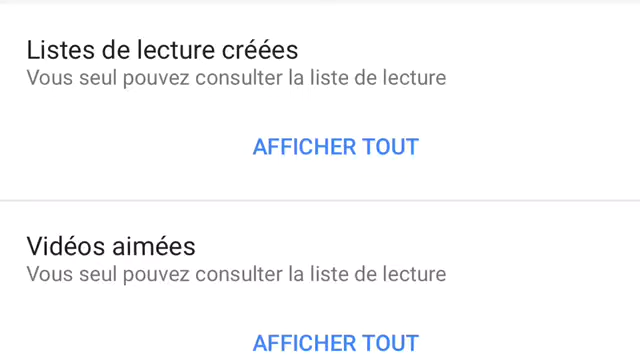 Listes de lecture créées
Vous seul pouvez consulter la liste de lecture
AFFICHER TOUT
Vidéos aimées
Vous seul pouvez consulter la liste de lecture
AFFICHER TOUT